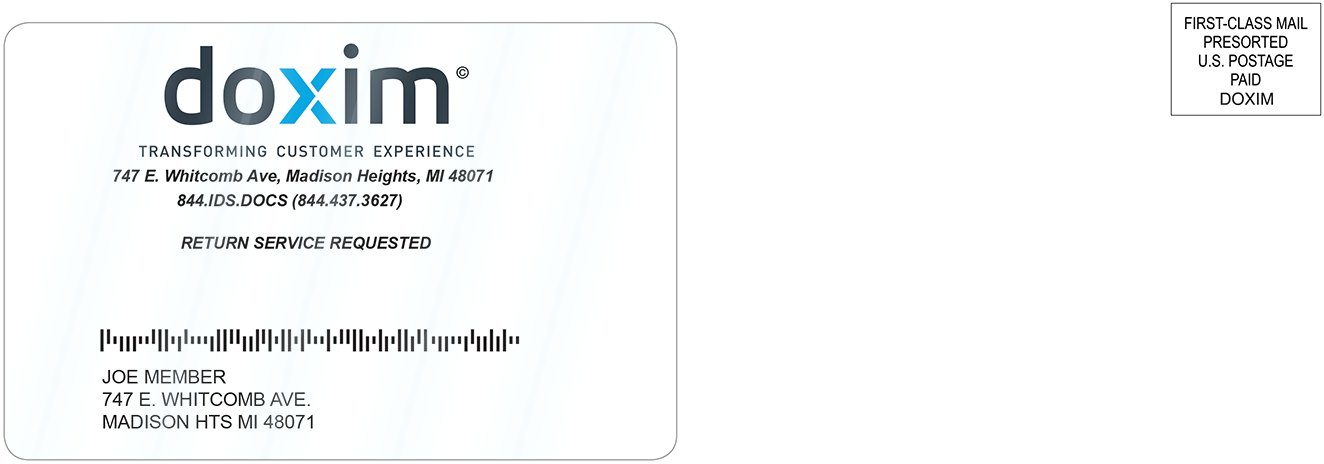 doxim©
TRANSFORMING CUSTOMER EXPERIENCE
747 E. Whitcomb Ave, Madison Heights, MI 48071
844.IDS.DOCS (844.437.3627)
RETURN SERVICE REQUESTED
JOE MEMBER
747 E. WHITCOMB AVE.
MADISON HTS MI 48071
FIRST-CLASS MAIL
PRESORTED
U.S. POSTAGE
PAID
DOXIM